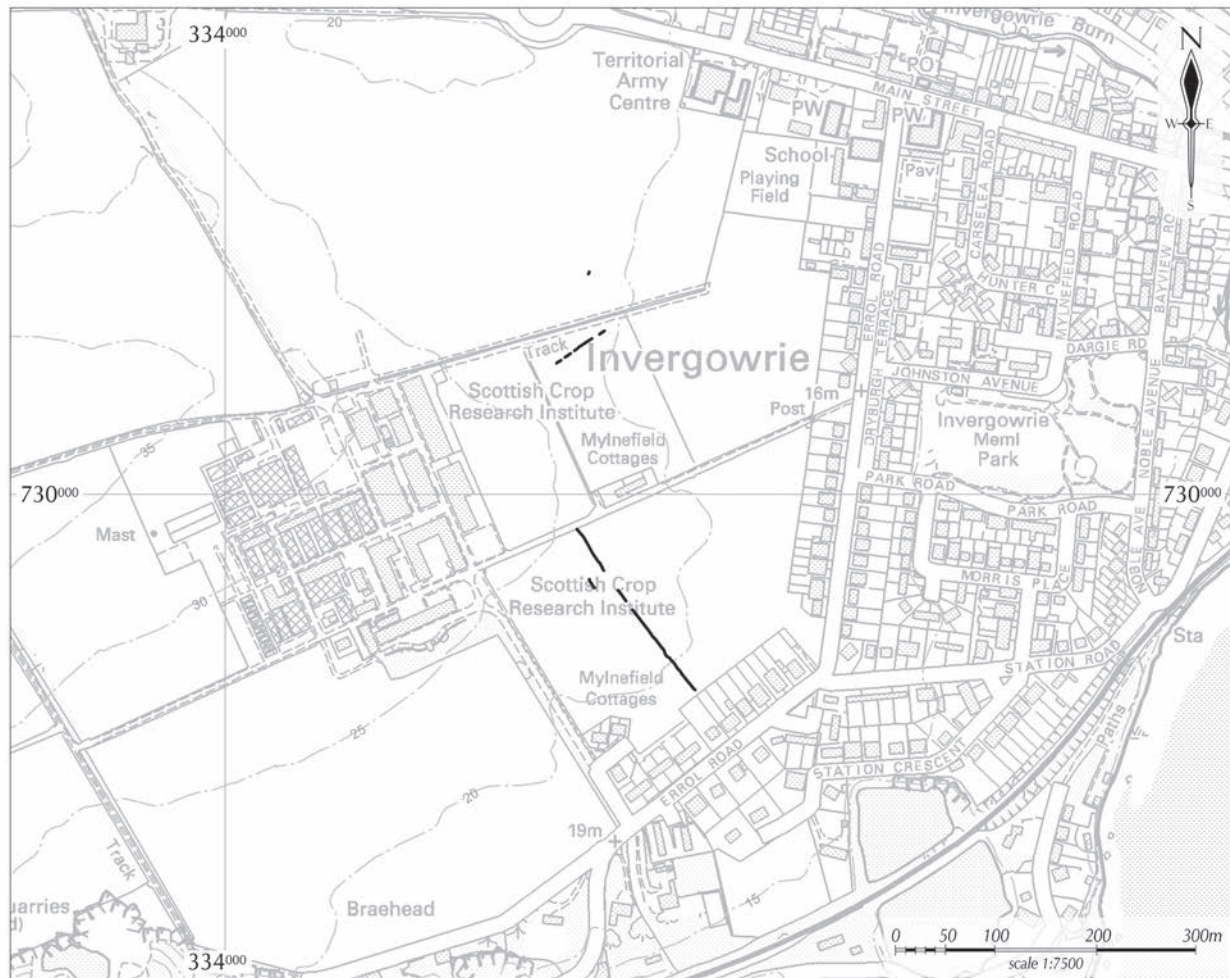 334000
20
Invergowrie Burn
N
W
E
S
Territorial
Army
Centre
PO
MAIN STREET
PW
PW
School
Playing
Field
Pav
CARSELEA ROAD
MYLNEFIELD ROAD
ERROL ROAD
DRYBURGH TERRACE
HUNTER C
Track
Invergowrie
DARGIE RD
JOHNSTON AVENUE
Scottish Crop
Research Institute
16m
Post
35
Mylnefield
Cottages
Invergowrie
Meml
Park
NOBLE AVENUE
730000
PARK ROAD
PARK ROAD
730000
Mast
NOBE AVE
MORRIS PLACE
30
Scottish Crop
Research Institute
Sta
STATION ROAD
Mylnefield
Cottages
25
Paths
STATION CRESCENT
ERROL ROAD
20
19m
Track
15
Braehead
uarries
d)
334000
0 50 100 200 300m
scale 1:7500